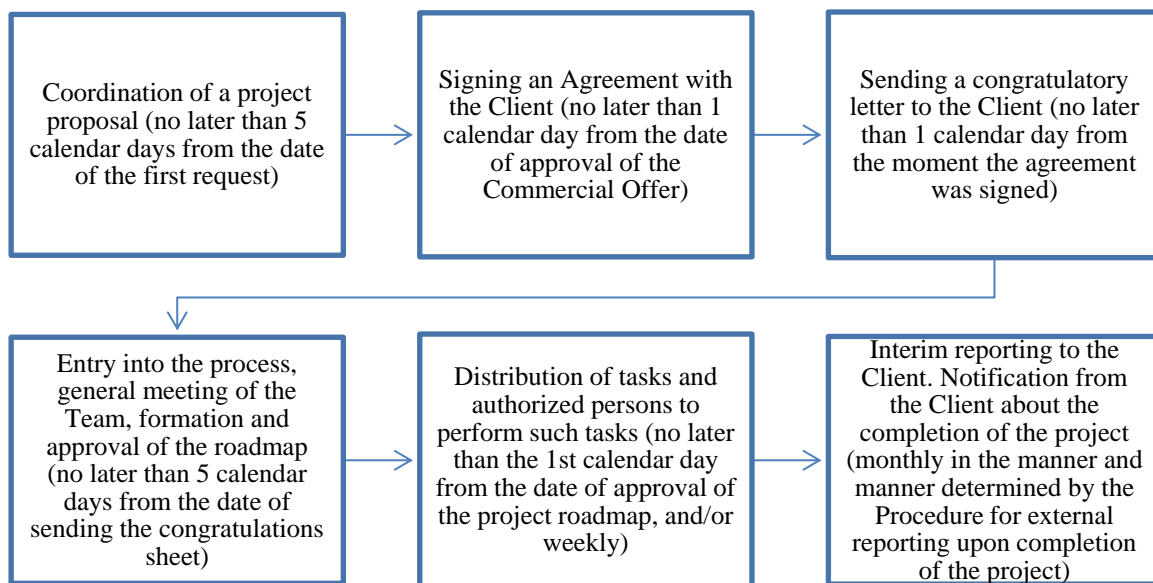 Coordination of a project
proposal (no later than 5
calendar days from the date
of the first request)
Signing an Agreement with
the Client (no later than 1
calendar day from the date
of approval of the
Commercial Offer)
Sending a congratulatory
letter to the Client (no later
than 1 calendar day from
the moment the agreement
was signed)
Entry into the process,
general meeting of the
Team, formation and
approval of the roadmap
(no later than 5 calendar
days from the date of
sending the congratulations
sheet)
Distribution of tasks and
authorized persons to
perform such tasks (no later
than the 1st calendar day
from the date of approval of
the project roadmap, and/or
weekly)
Interim reporting to the
Client. Notification from
the Client about the
completion of the project
(monthly in the manner and
manner determined by the
Procedure for external
reporting upon completion
of the project)